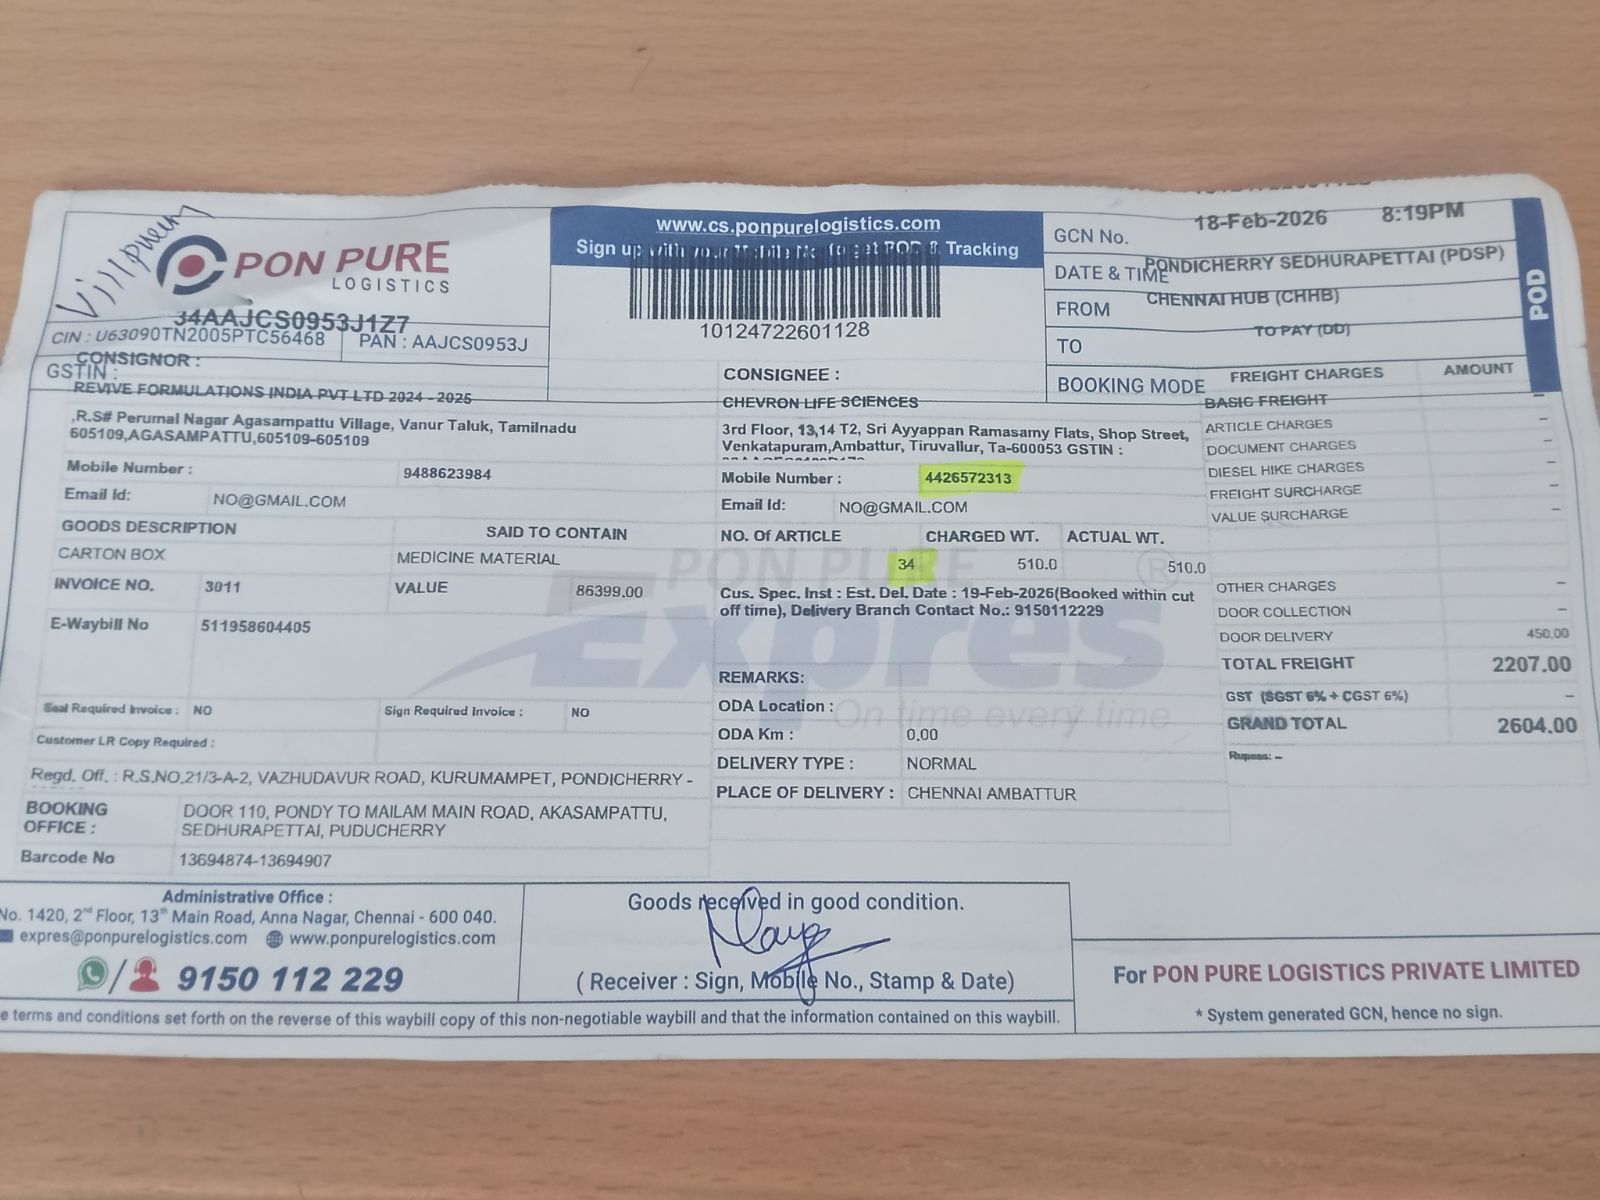 PON PURE
LOGISTICS
34AAJCS0953J1Z7
CIN : U63090TN2005PTC56468
PAN : AAJCS0953J
GSTIN :
www.cs.ponpurelogistics.com
Sign up with your Mobile No to get POD & Tracking
10124722601128
GCN No.
18-Feb-2026 8:19PM
DATE & TIME
PONDICHERRY SEDHURAPETTAI (PDSP)
FROM
CHENNAI HUB (CHHB)
TO
TO PAY (DD)
BOOKING MODE
POD
CONSIGNOR :
REVIVE FORMULATIONS INDIA PVT LTD 2024 - 2025
,R.S# Perumal Nagar Agasampattu Village, Vanur Taluk, Tamilnadu
605109,AGASAMPATTU,605109-605109
Mobile Number : 9488623984
Email Id: NO@GMAIL.COM
GOODS DESCRIPTION SAID TO CONTAIN
CARTON BOX MEDICINE MATERIAL
INVOICE NO. 3011 VALUE 86399.00
E-Waybill No 511958604405
Seal Required Invoice : NO Sign Required Invoice : NO
Customer LR Copy Required :
Regd. Off. : R.S.NO.21/3-A-2, VAZHUDAVUR ROAD, KURUMAMPET, PONDICHERRY -
BOOKING OFFICE : DOOR 110, PONDY TO MAILAM MAIN ROAD, AKASAMPATTU,
SEDHURAPETTAI, PUDUCHERRY
Barcode No 13694874-13694907
CONSIGNEE :
CHEVRON LIFE SCIENCES
3rd Floor, 13,14 T2, Sri Ayyappan Ramasamy Flats, Shop Street,
Venkatapuram,Ambattur, Tiruvallur, Ta-600053 GSTIN :
Mobile Number : 4426572313
Email Id: NO@GMAIL.COM
NO. Of ARTICLE CHARGED WT. ACTUAL WT.
34 510.0 510.0
Cus. Spec. Inst : Est. Del. Date : 19-Feb-2026(Booked within cut
off time), Delivery Branch Contact No.: 9150112229
PON PURE
Expres
On time every time
REMARKS:
ODA Location :
ODA Km : 0.00
DELIVERY TYPE : NORMAL
PLACE OF DELIVERY : CHENNAI AMBATTUR
FREIGHT CHARGES AMOUNT
BASIC FREIGHT –
ARTICLE CHARGES –
DOCUMENT CHARGES –
DIESEL HIKE CHARGES –
FREIGHT SURCHARGE –
VALUE SURCHARGE –
OTHER CHARGES –
DOOR COLLECTION –
DOOR DELIVERY 450.00
TOTAL FREIGHT 2207.00
GST (SGST 6% + CGST 6%) –
GRAND TOTAL 2604.00
Rupees: –
Administrative Office :
No. 1420, 2nd Floor, 13th Main Road, Anna Nagar, Chennai - 600 040.
expres@ponpurelogistics.com www.ponpurelogistics.com
/ 9150 112 229
Goods received in good condition.
( Receiver : Sign, Mobile No., Stamp & Date)
For PON PURE LOGISTICS PRIVATE LIMITED
* System generated GCN, hence no sign.
e terms and conditions set forth on the reverse of this waybill copy of this non-negotiable waybill and that the information contained on this waybill.